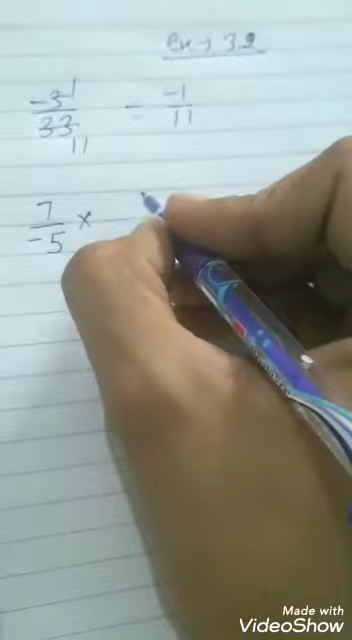 Ex → 3.2
-3 1 / 33 11 = -1 / 11
7 / -5 ×
Made with
VideoShow